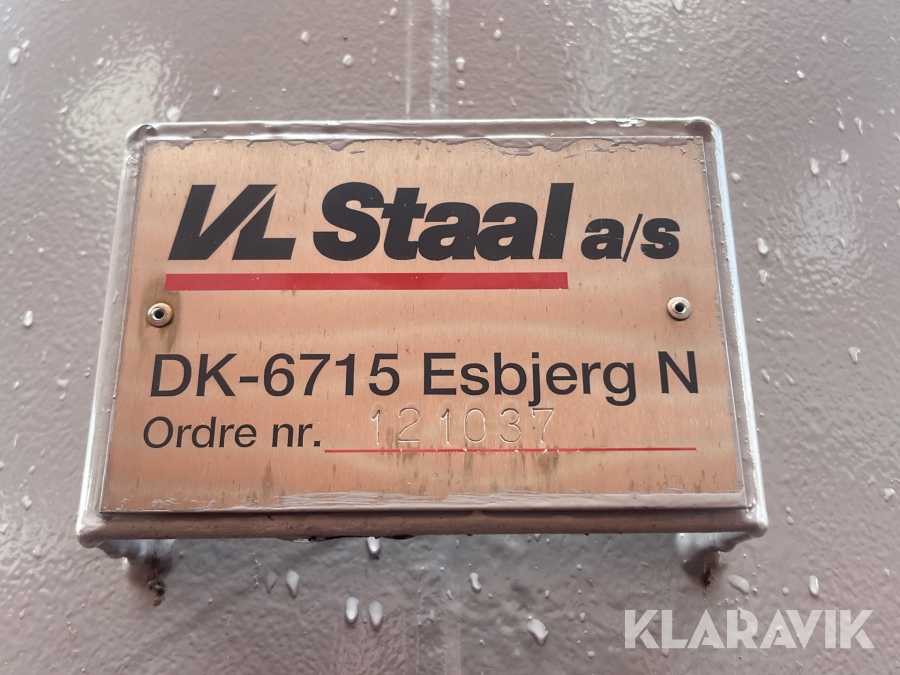 VL Staal a/s
DK-6715 Esbjerg N
Ordre nr. 121037
KLARAVIK